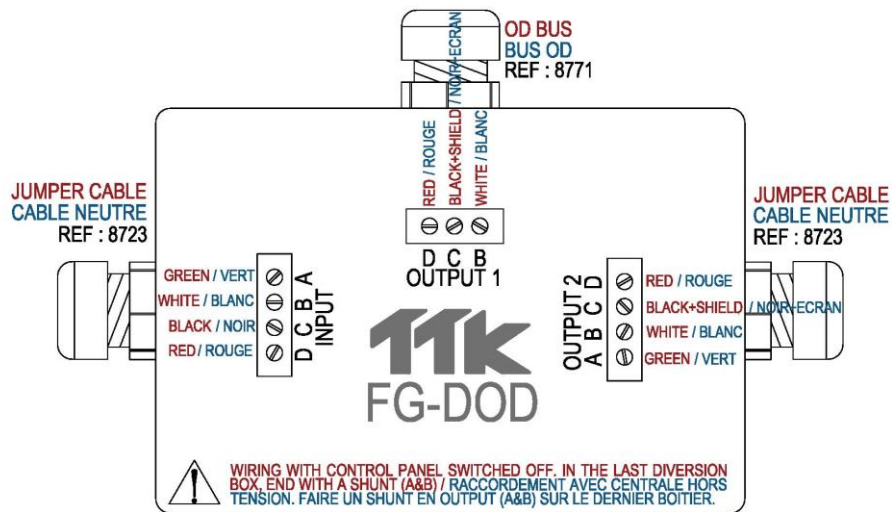 OD BUS
BUS OD
REF : 8771
RED / ROUGE
BLACK+SHIELD / NOIR+ECRAN
WHITE / BLANC
D C B
OUTPUT 1
JUMPER CABLE
CABLE NEUTRE
REF : 8723
GREEN / VERT
WHITE / BLANC
BLACK / NOIR
RED / ROUGE
A
B
C
D
INPUT
JUMPER CABLE
CABLE NEUTRE
REF : 8723
OUTPUT 2
D
C
B
A
RED / ROUGE
BLACK+SHIELD / NOIR+ECRAN
WHITE / BLANC
GREEN / VERT
TTK
FG-DOD
WIRING WITH CONTROL PANEL SWITCHED OFF. IN THE LAST DIVERSION
BOX, END WITH A SHUNT (A&B) / RACCORDEMENT AVEC CENTRALE HORS
TENSION. FAIRE UN SHUNT EN OUTPUT (A&B) SUR LE DERNIER BOITIER.